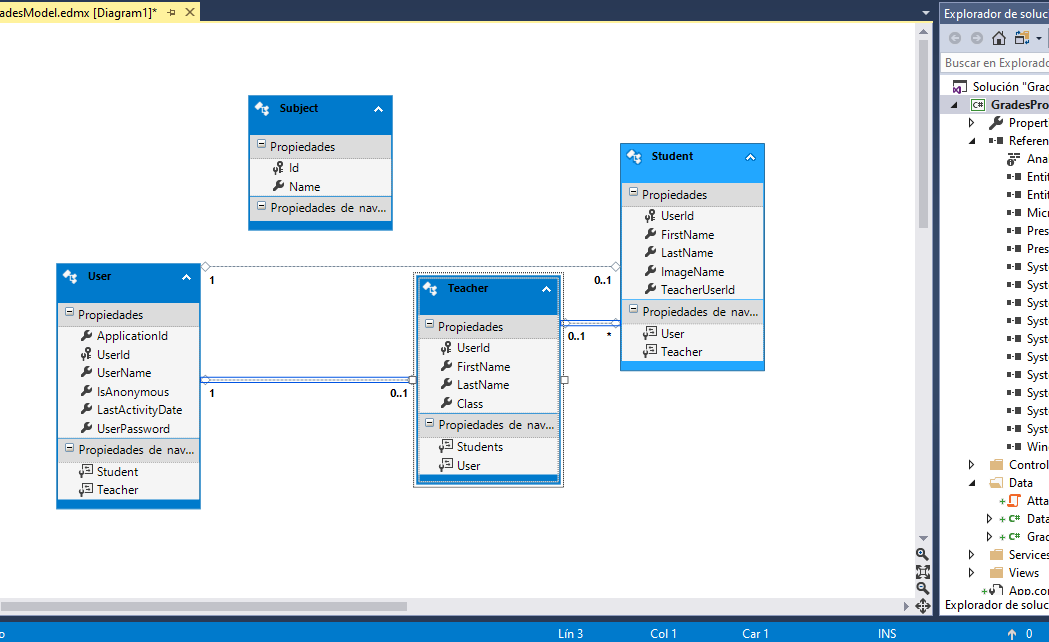 adesModel.edmx [Diagram1]*
Explorador de soluc
Buscar en Explorado
Solución "Grad
GradesPro
Propert
Referen
Ana
Entit
Entit
Micr
Pres
Pres
Syst
Syst
Syst
Syst
Syst
Syst
Syst
Syst
Syst
Syst
Win
Control
Data
Atta
Data
Grac
Services
Views
App.co
Explorador de soluc
Subject
Propiedades
Id
Name
Propiedades de nav...
Student
Propiedades
UserId
FirstName
LastName
ImageName
TeacherUserId
Propiedades de nav...
User
Teacher
User
Propiedades
ApplicationId
UserId
UserName
IsAnonymous
LastActivityDate
UserPassword
Propiedades de nav...
Student
Teacher
Teacher
Propiedades
UserId
FirstName
LastName
Class
Propiedades de nav...
Students
User
1
0..1
0..1
*
1
0..1
o
Lín 3
Col 1
Car 1
INS
0